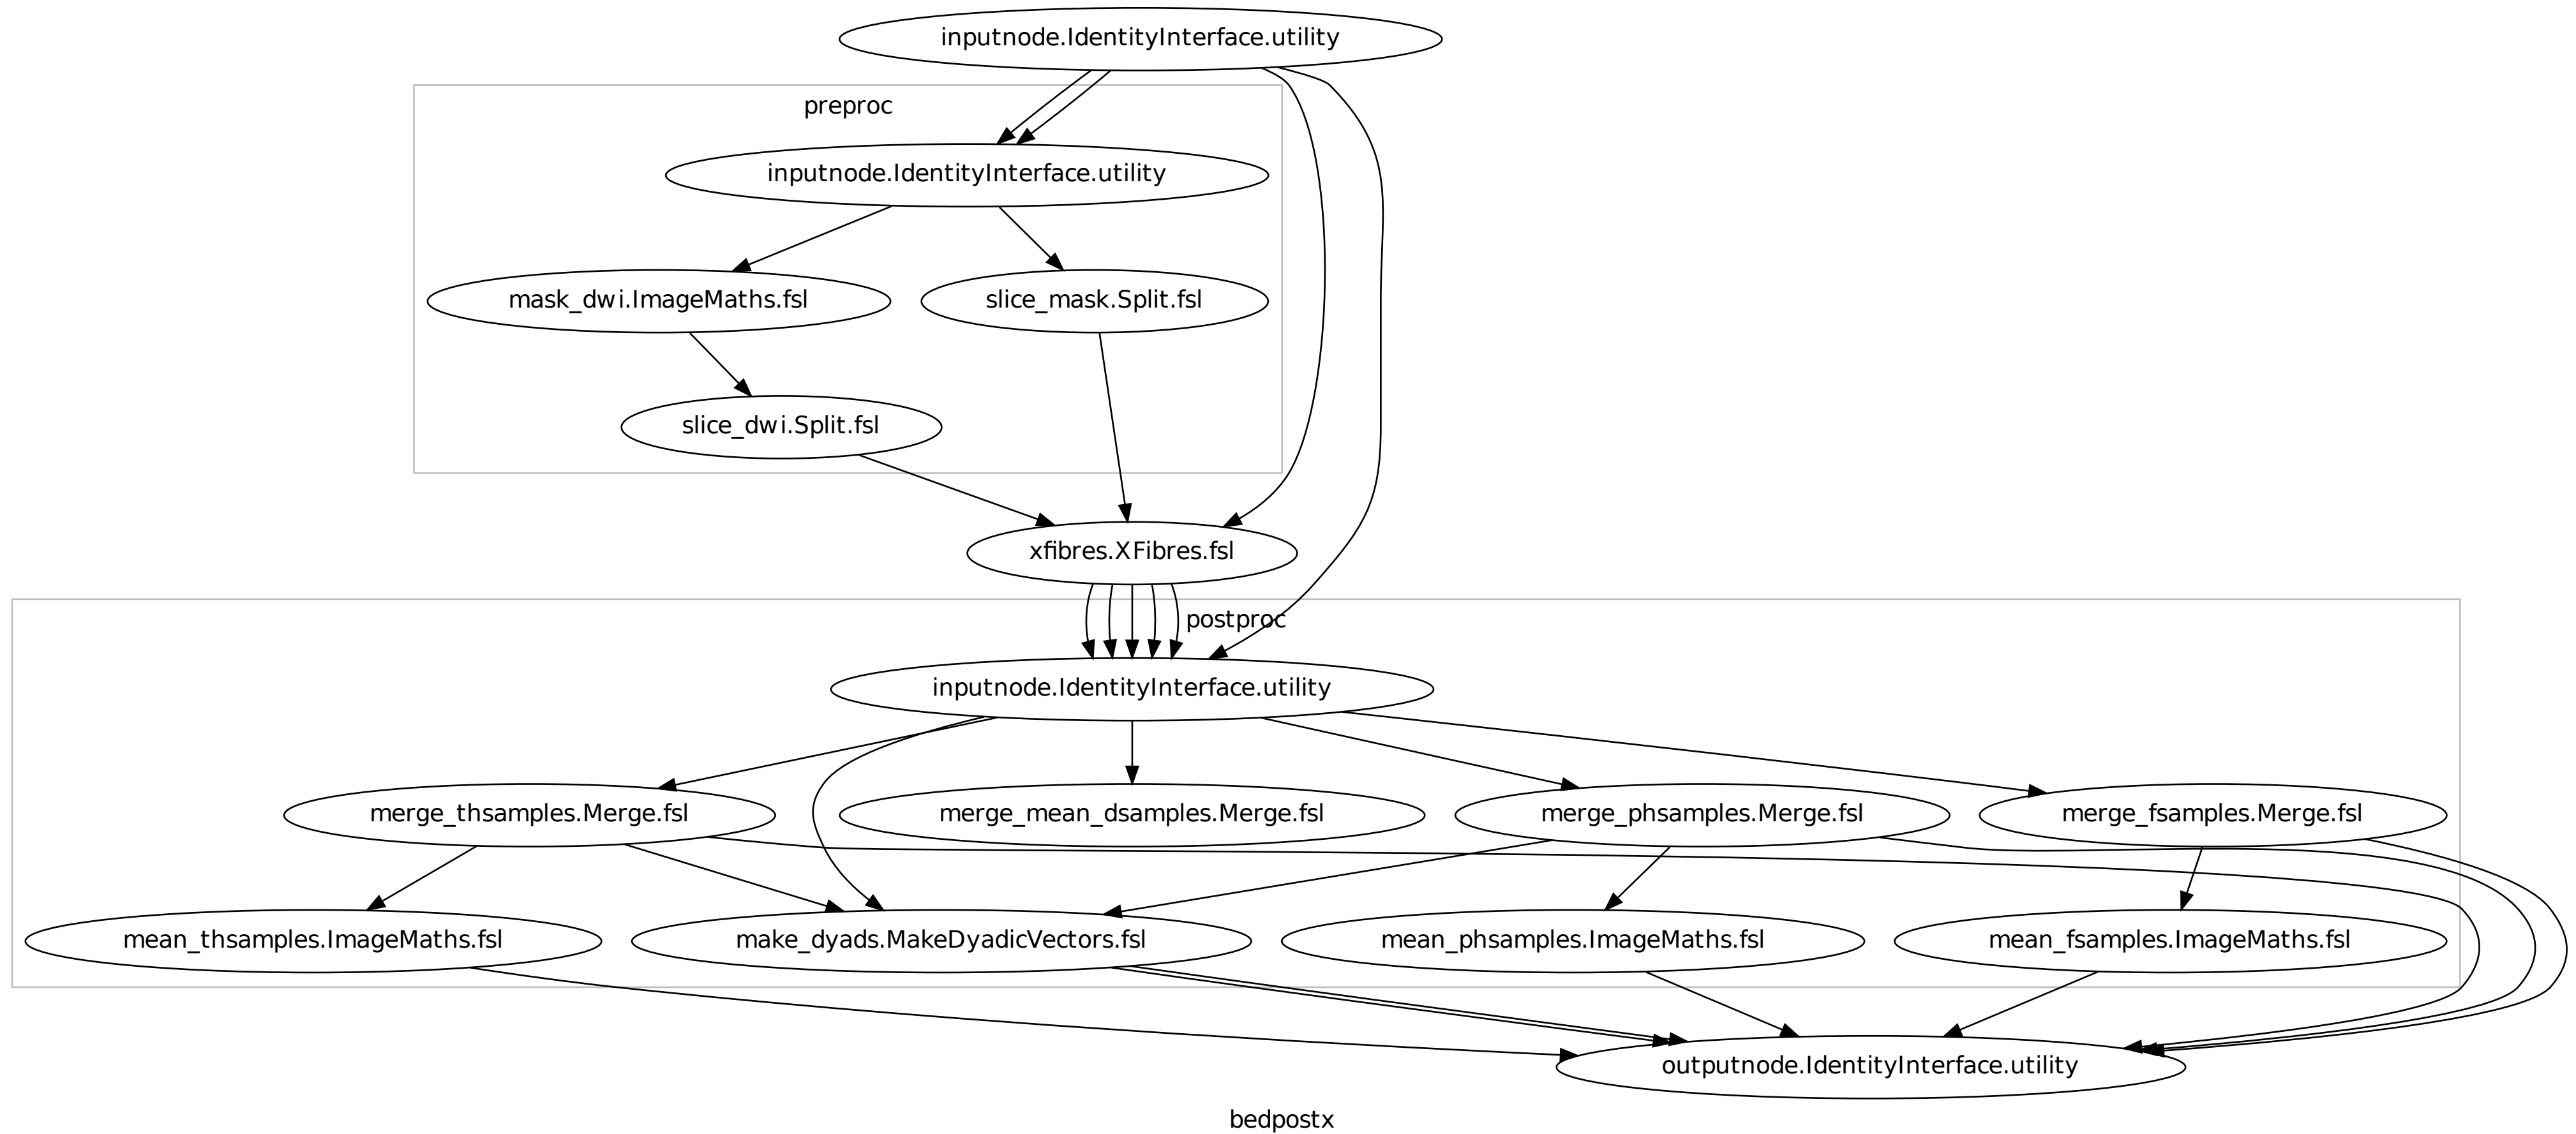 inputnode.IdentityInterface.utility
preproc
inputnode.IdentityInterface.utility
mask_dwi.ImageMaths.fsl
slice_mask.Split.fsl
slice_dwi.Split.fsl
xfibres.XFibres.fsl
postproc
inputnode.IdentityInterface.utility
merge_thsamples.Merge.fsl
merge_mean_dsamples.Merge.fsl
merge_phsamples.Merge.fsl
merge_fsamples.Merge.fsl
mean_thsamples.ImageMaths.fsl
make_dyads.MakeDyadicVectors.fsl
mean_phsamples.ImageMaths.fsl
mean_fsamples.ImageMaths.fsl
outputnode.IdentityInterface.utility
bedpostx